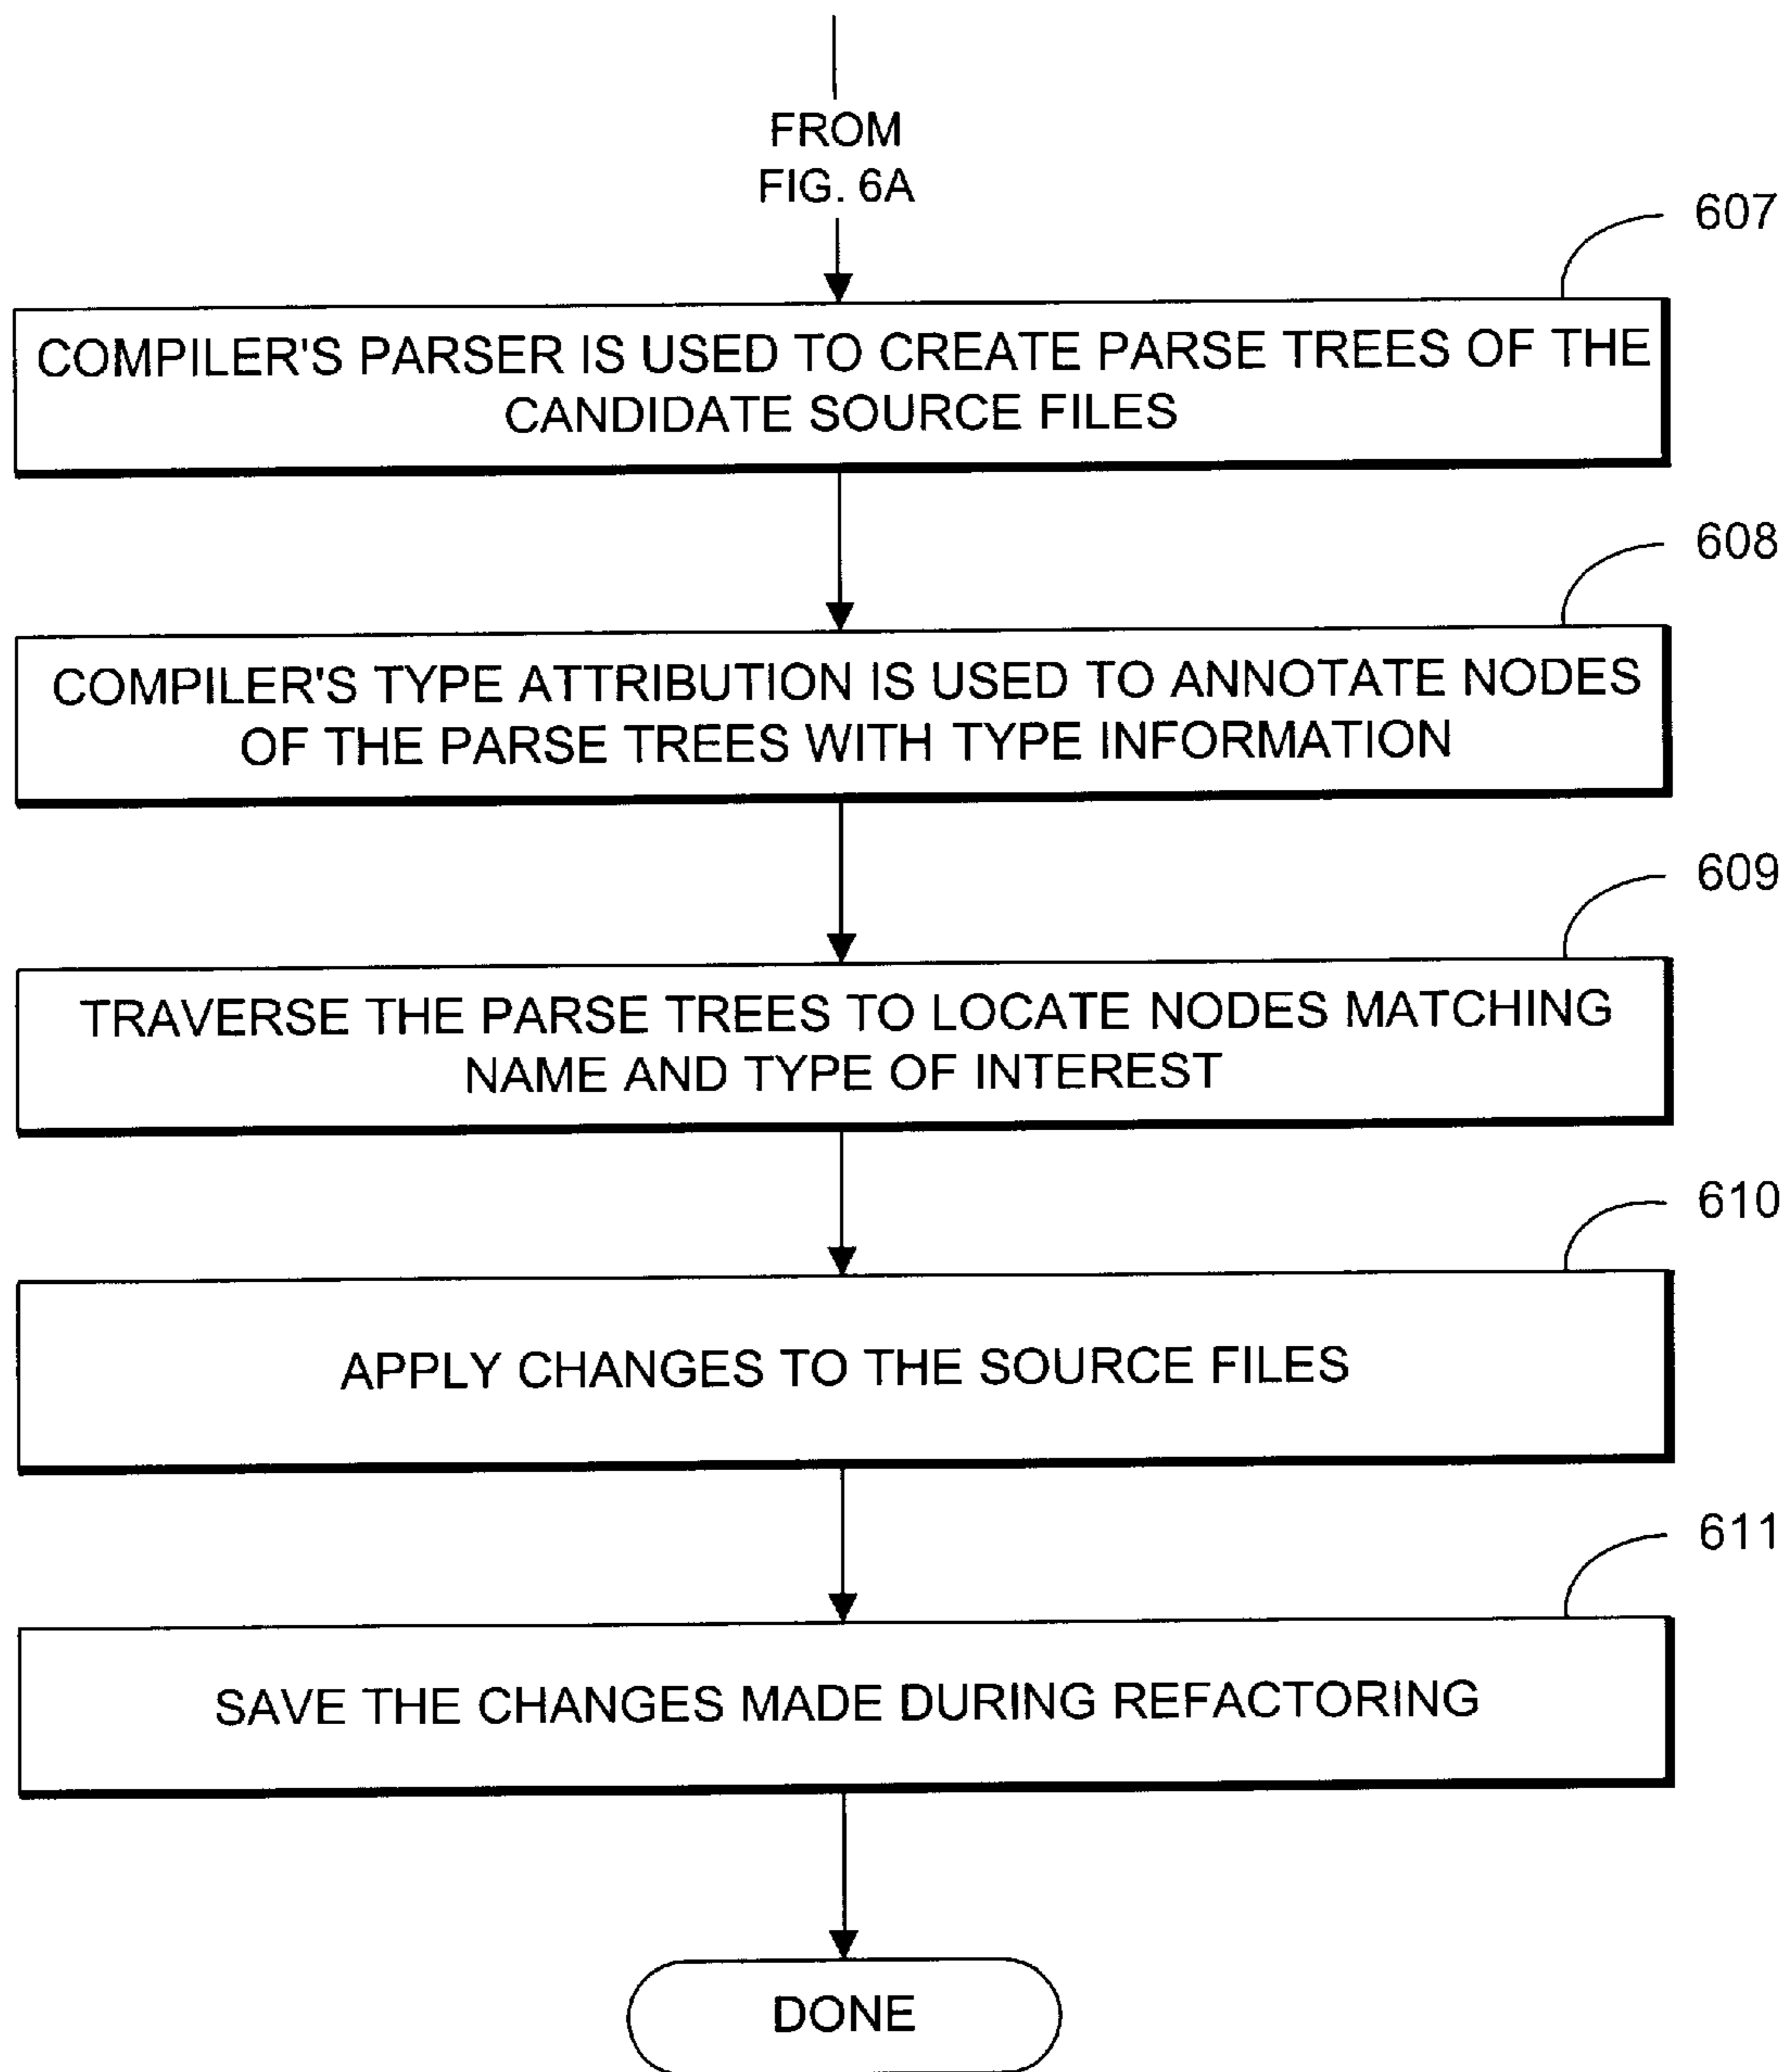 FROM
FIG. 6A
607
COMPILER'S PARSER IS USED TO CREATE PARSE TREES OF THE
CANDIDATE SOURCE FILES
608
COMPILER'S TYPE ATTRIBUTION IS USED TO ANNOTATE NODES
OF THE PARSE TREES WITH TYPE INFORMATION
609
TRAVERSE THE PARSE TREES TO LOCATE NODES MATCHING
NAME AND TYPE OF INTEREST
610
APPLY CHANGES TO THE SOURCE FILES
611
SAVE THE CHANGES MADE DURING REFACTORING
DONE